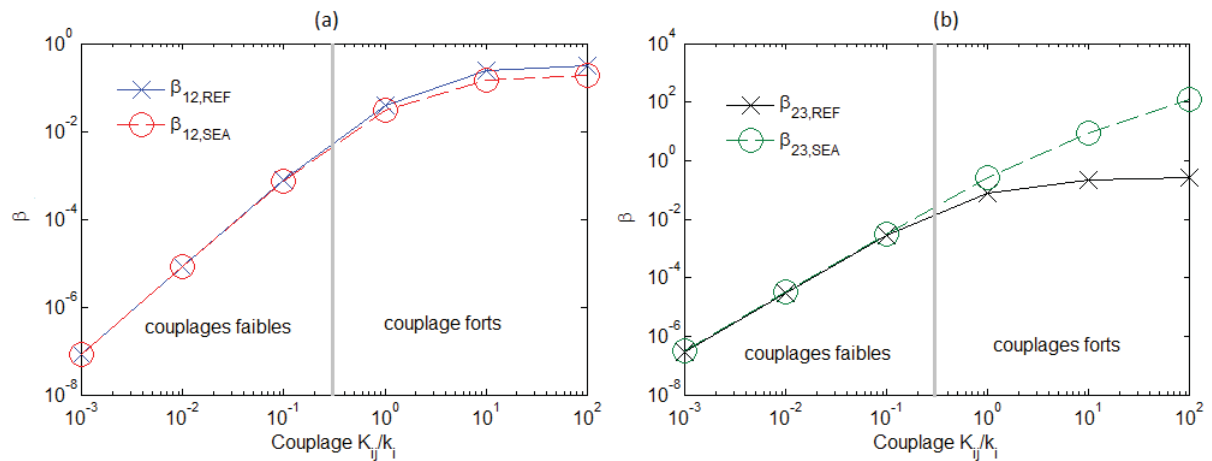 (a)
10^0
10^-2
10^-4
10^-6
10^-8
β
β12,REF
β12,SEA
couplages faibles
couplage forts
10^-3
10^-2
10^-1
10^0
10^1
10^2
Couplage Kij/ki
(b)
10^4
10^2
10^0
10^-2
10^-4
10^-6
10^-8
β
β23,REF
β23,SEA
couplages faibles
couplages forts
10^-3
10^-2
10^-1
10^0
10^1
10^2
Couplage Kij/ki